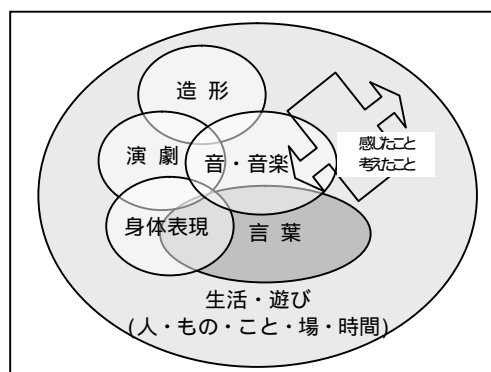 造 形
演 劇
音・音楽
感じたこと
考えたこと
身体表現
言 葉
生活・遊び
(人・もの・こと・場・時間)